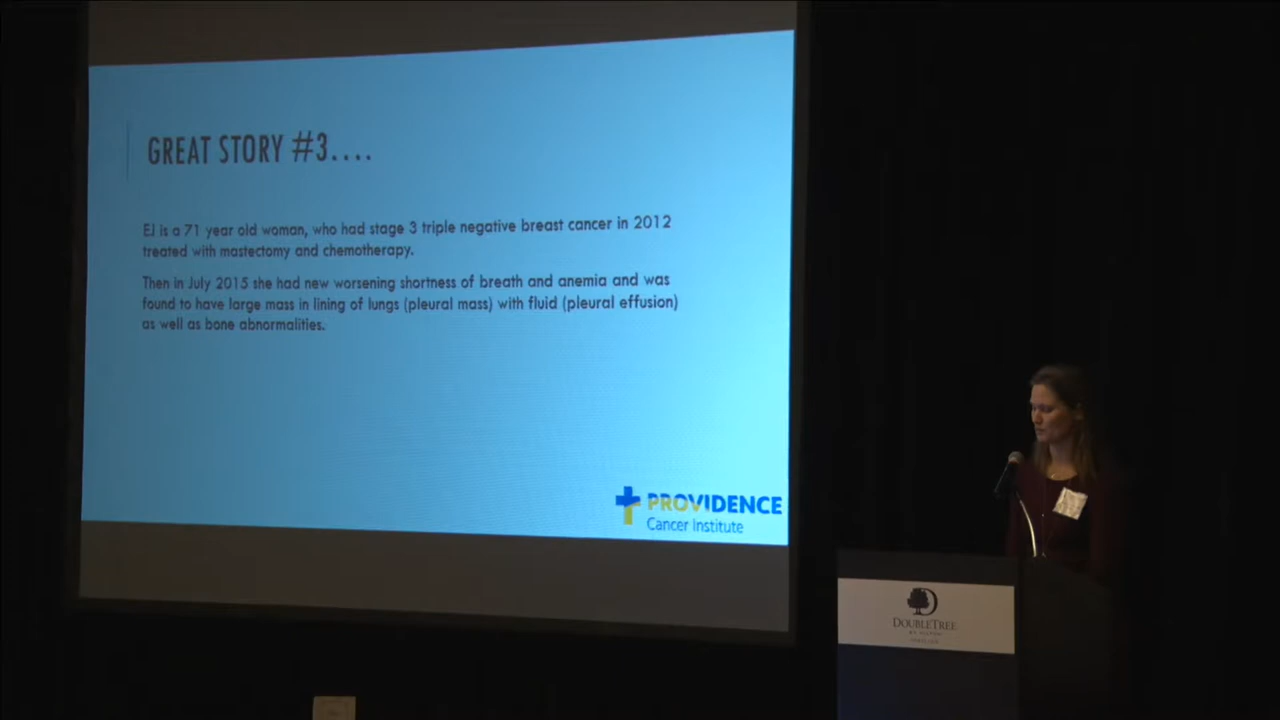 GREAT STORY #3....
EJ is a 71 year old woman, who had stage 3 triple negative breast cancer in 2012
treated with mastectomy and chemotherapy.
Then in July 2015 she had new worsening shortness of breath and anemia and was
found to have large mass in lining of lungs (pleural mass) with fluid (pleural effusion)
as well as bone abnormalities.
PROVIDENCE
Cancer Institute
DOUBLETREE
BY HILTON